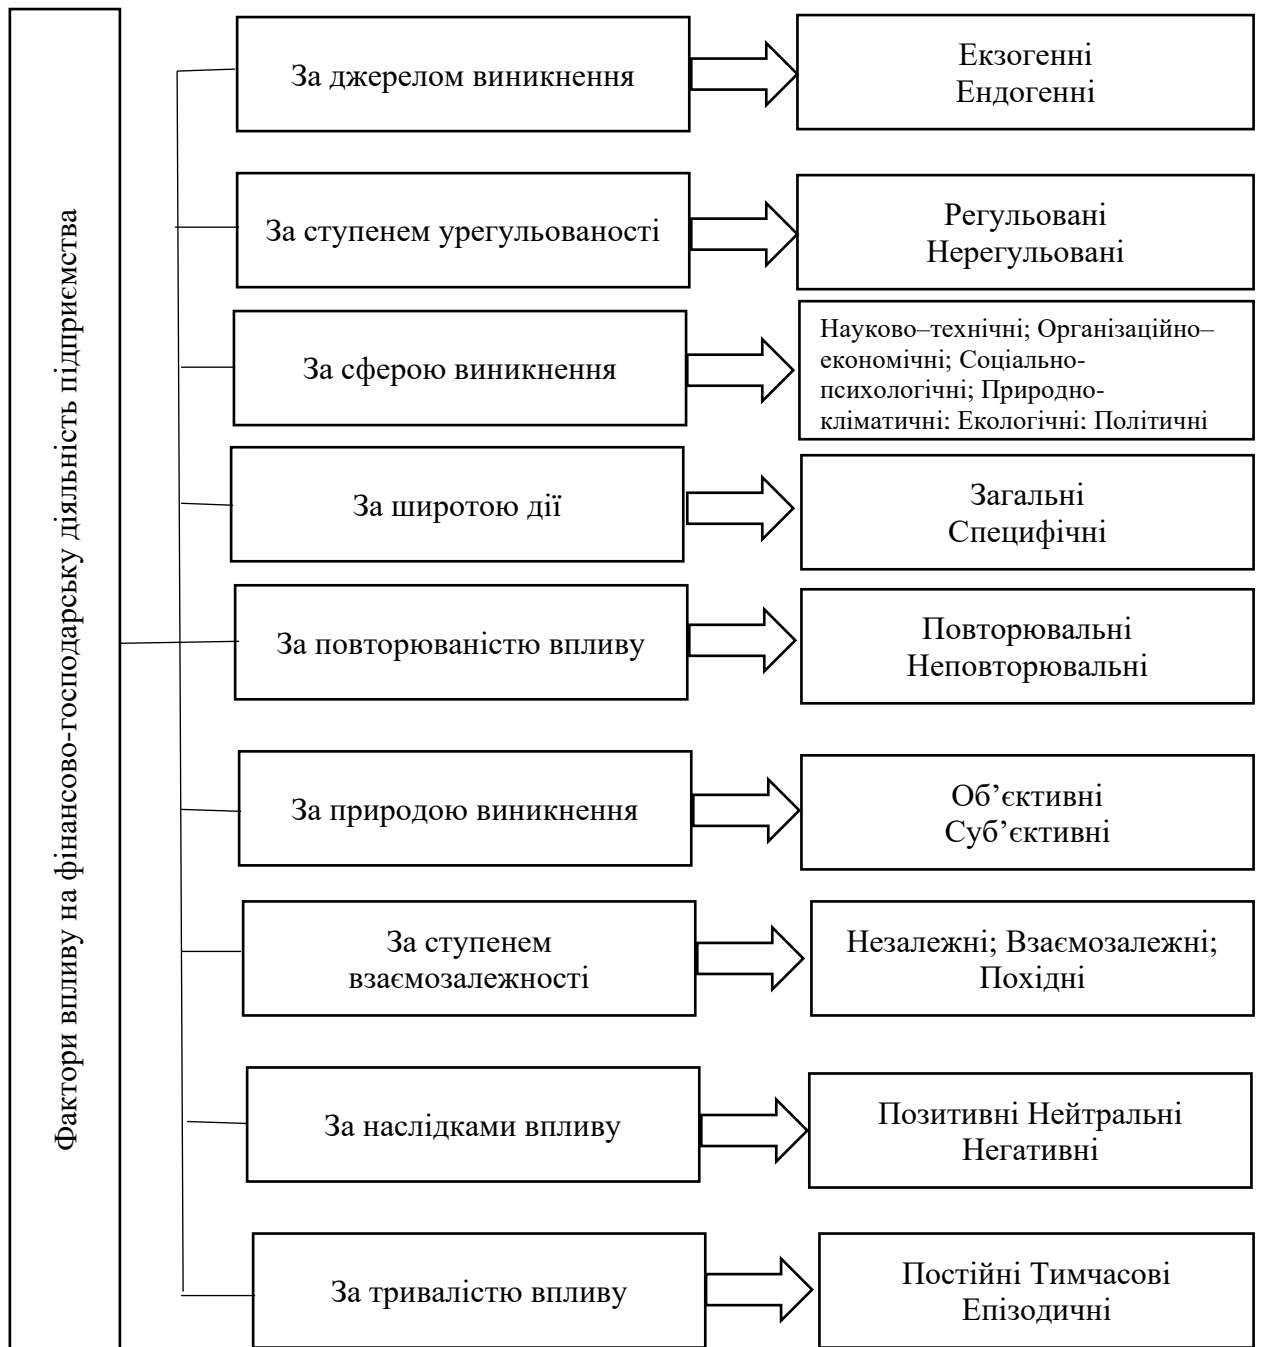 Фактори впливу на фінансово-господарську діяльність підприємства
За джерелом виникнення
Екзогенні
Ендогенні
За ступенем урегульованості
Регульовані
Нерегульовані
За сферою виникнення
Науково–технічні; Організаційно–
економічні; Соціально-
психологічні; Природно-
кліматичні; Екологічні; Політичні
За широтою дії
Загальні
Специфічні
За повторюваністю впливу
Повторювальні
Неповторювальні
За природою виникнення
Об’єктивні
Суб’єктивні
За ступенем
взаємозалежності
Незалежні; Взаємозалежні;
Похідні
За наслідками впливу
Позитивні Нейтральні
Негативні
За тривалістю впливу
Постійні Тимчасові
Епізодичні